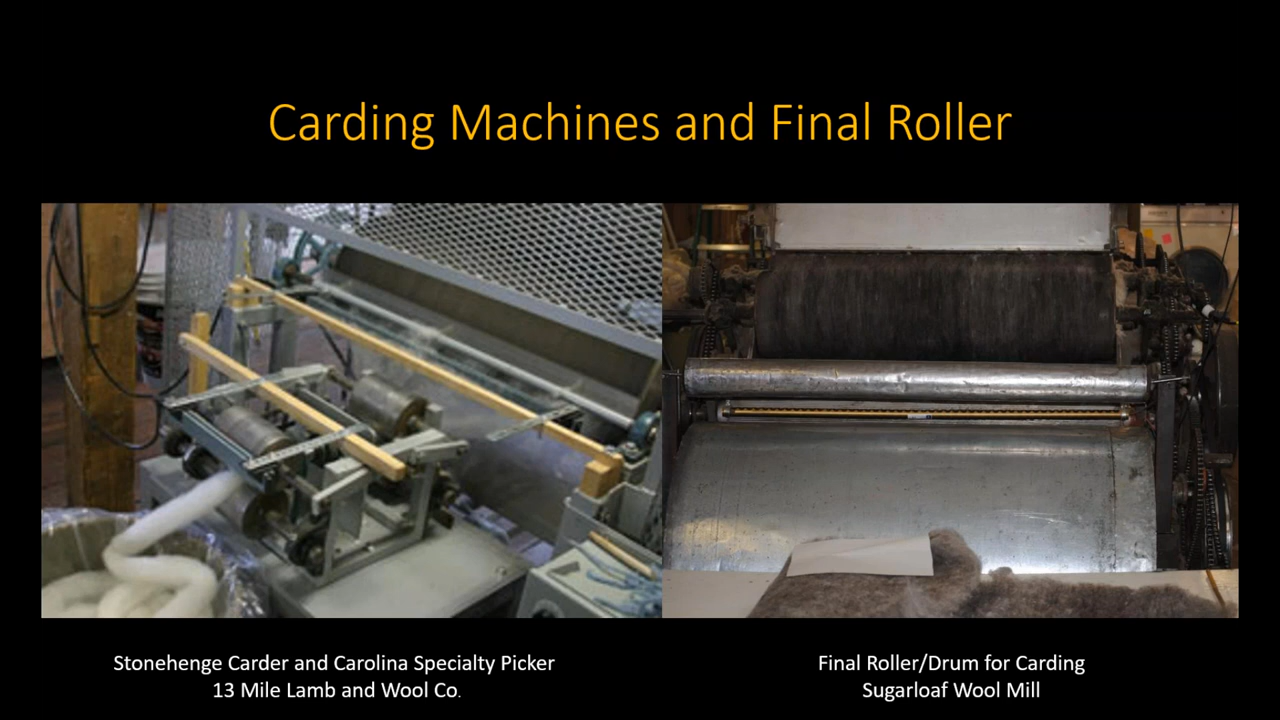 Carding Machines and Final Roller
Stonehenge Carder and Carolina Specialty Picker
13 Mile Lamb and Wool Co.
Final Roller/Drum for Carding
Sugarloaf Wool Mill